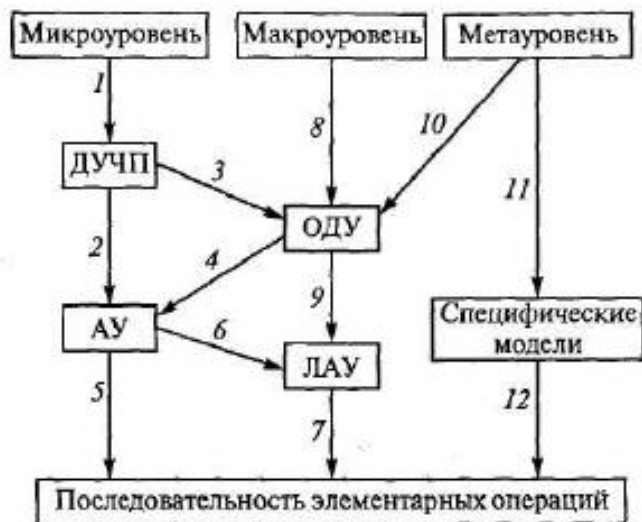 Микроуровень
Макроуровень
Метауровень
1
8
10
ДУЧП
3
11
ОДУ
2
4
9
АУ
6
Специфические
модели
ЛАУ
5
7
12
Последовательность элементарных операций